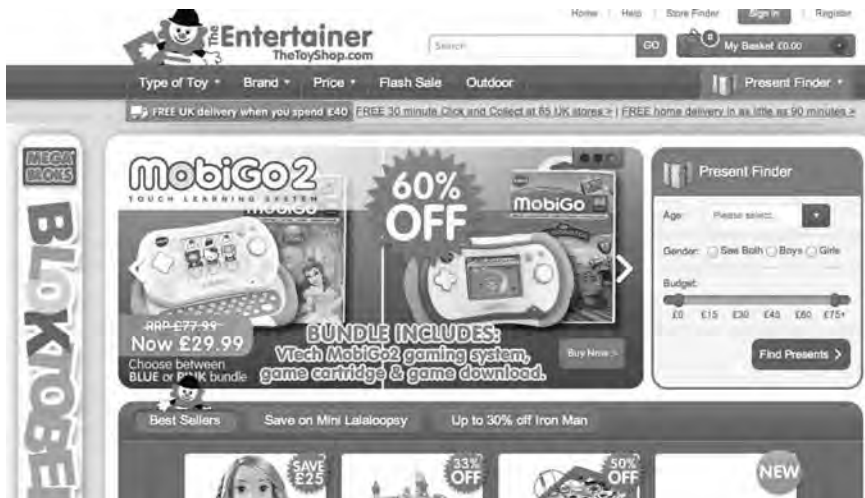 Home | Help | Store Finder Sign In | Register
The Entertainer
TheToyShop.com
Search GO 0 My Basket £0.00
Type of Toy Brand Price Flash Sale Outdoor Present Finder
FREE UK delivery when you spend £40 FREE 30 minute Click and Collect at 65 UK stores > | FREE home delivery in as little as 90 minutes >
MEGA
BLOKS
BLOKTOBE
MobiGo2
TOUCH LEARNING SYSTEM
MobiGo
60%
OFF
MobiGo
RRP £77.99
Now £29.99
Choose between
BLUE or PINK bundle
BUNDLE INCLUDES:
VTech MobiGo2 gaming system,
game cartridge & game download.
Buy Now >
Present Finder
Age: Please select
Gender: See Both Boys Girls
Budget:
£0 £15 £30 £45 £60 £75+
Find Presents >
Best Sellers Save on Mini Lalaloopsy Up to 30% off Iron Man
SAVE
£25
33%
OFF
50%
OFF
NEW